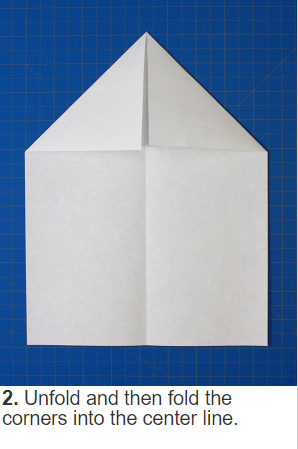 2. Unfold and then fold the
corners into the center line.